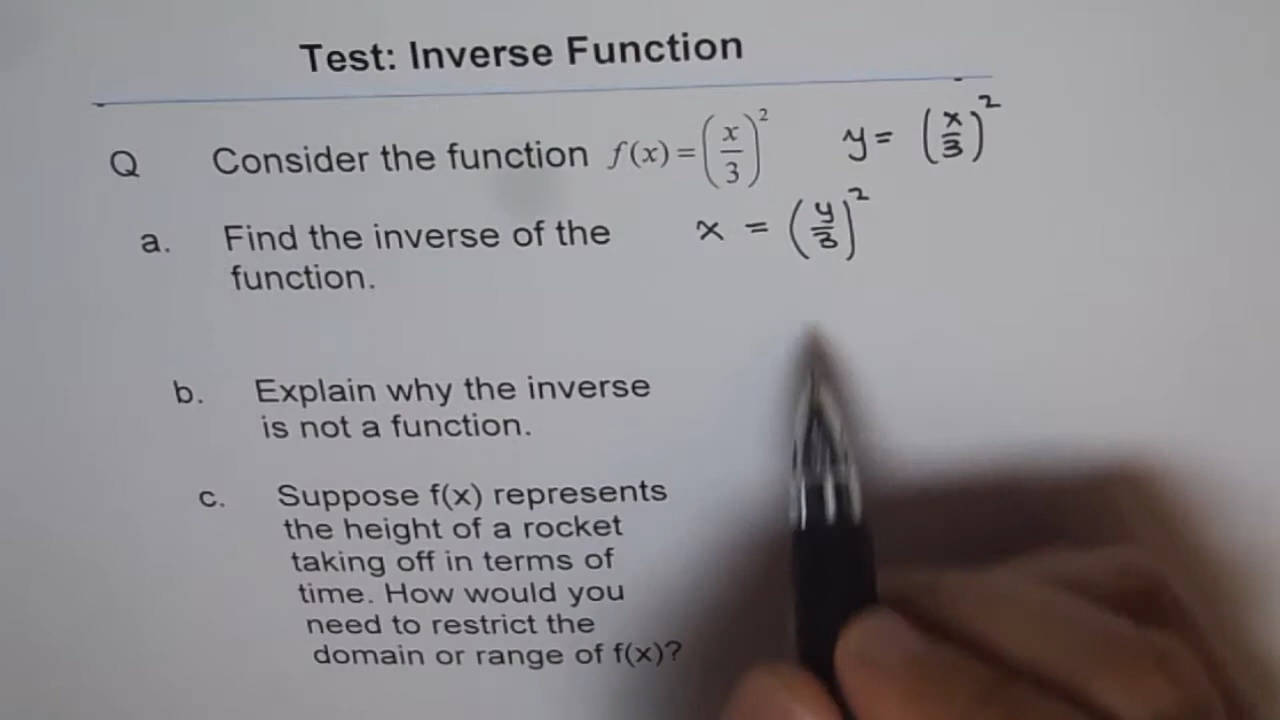 Test: Inverse Function
Q Consider the function f(x) = (x/3)² y = (x/3)²
a. Find the inverse of the x = (y/3)²
function.
b. Explain why the inverse
is not a function.
c. Suppose f(x) represents
the height of a rocket
taking off in terms of
time. How would you
need to restrict the
domain or range of f(x)?